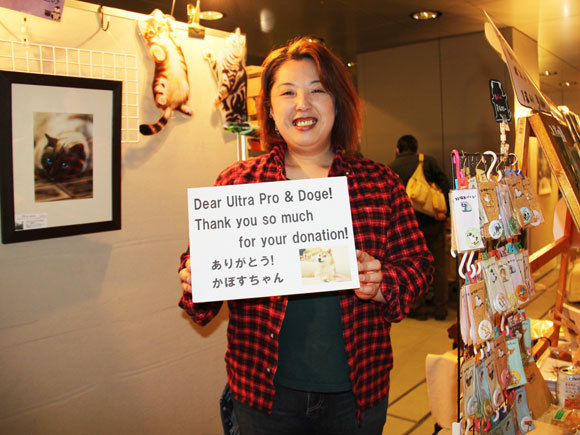 Dear Ultra Pro & Doge!
Thank you so much
for your donation!
ありがとう!
かぼすちゃん